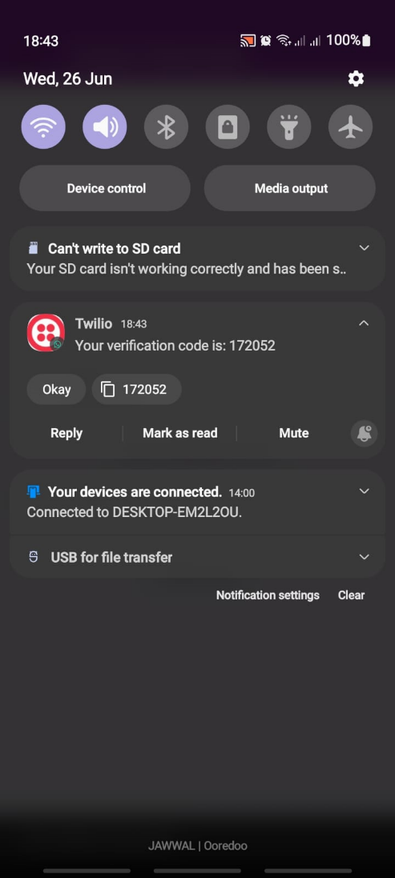 18:43
100%
Wed, 26 Jun
Device control
Media output
Can't write to SD card
Your SD card isn't working correctly and has been s..
Twilio 18:43
Your verification code is: 172052
Okay
172052
Reply
Mark as read
Mute
Your devices are connected. 14:00
Connected to DESKTOP-EM2L2OU.
USB for file transfer
Notification settings
Clear
JAWWAL | Ooredoo